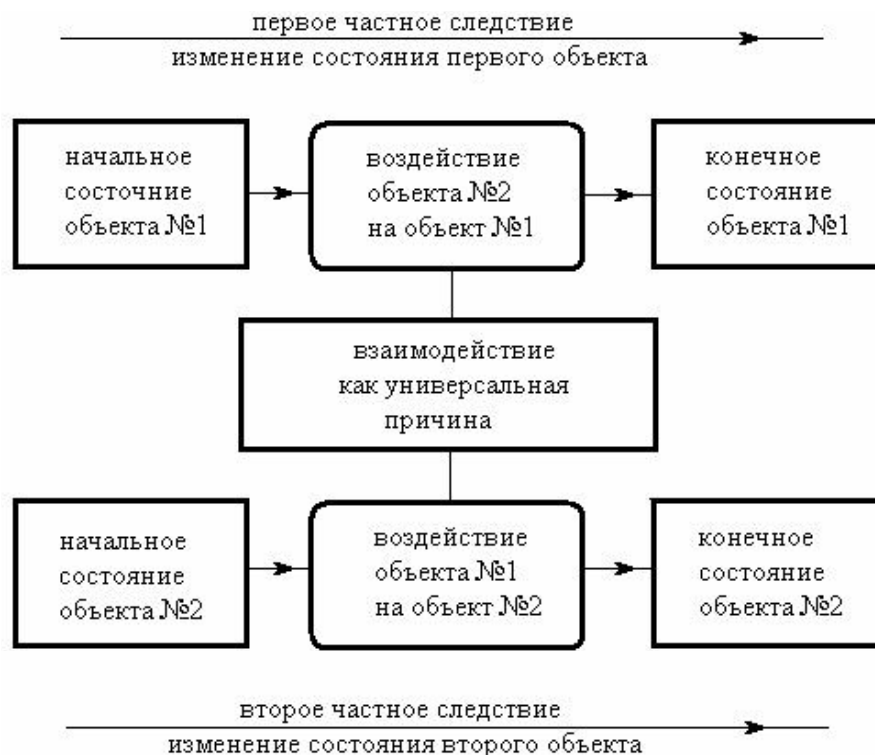 первое частное следствие
изменение состояния первого объекта
начальное
состочние
объекта №1
воздействие
объекта №2
на объект №1
конечное
состояние
объекта №1
взаимодействие
как универсальная
причина
начальное
состояние
объекта №2
воздействие
объекта №1
на объект №2
конечное
состояние
объекта №2
второе частное следствие
изменение состояния второго объекта